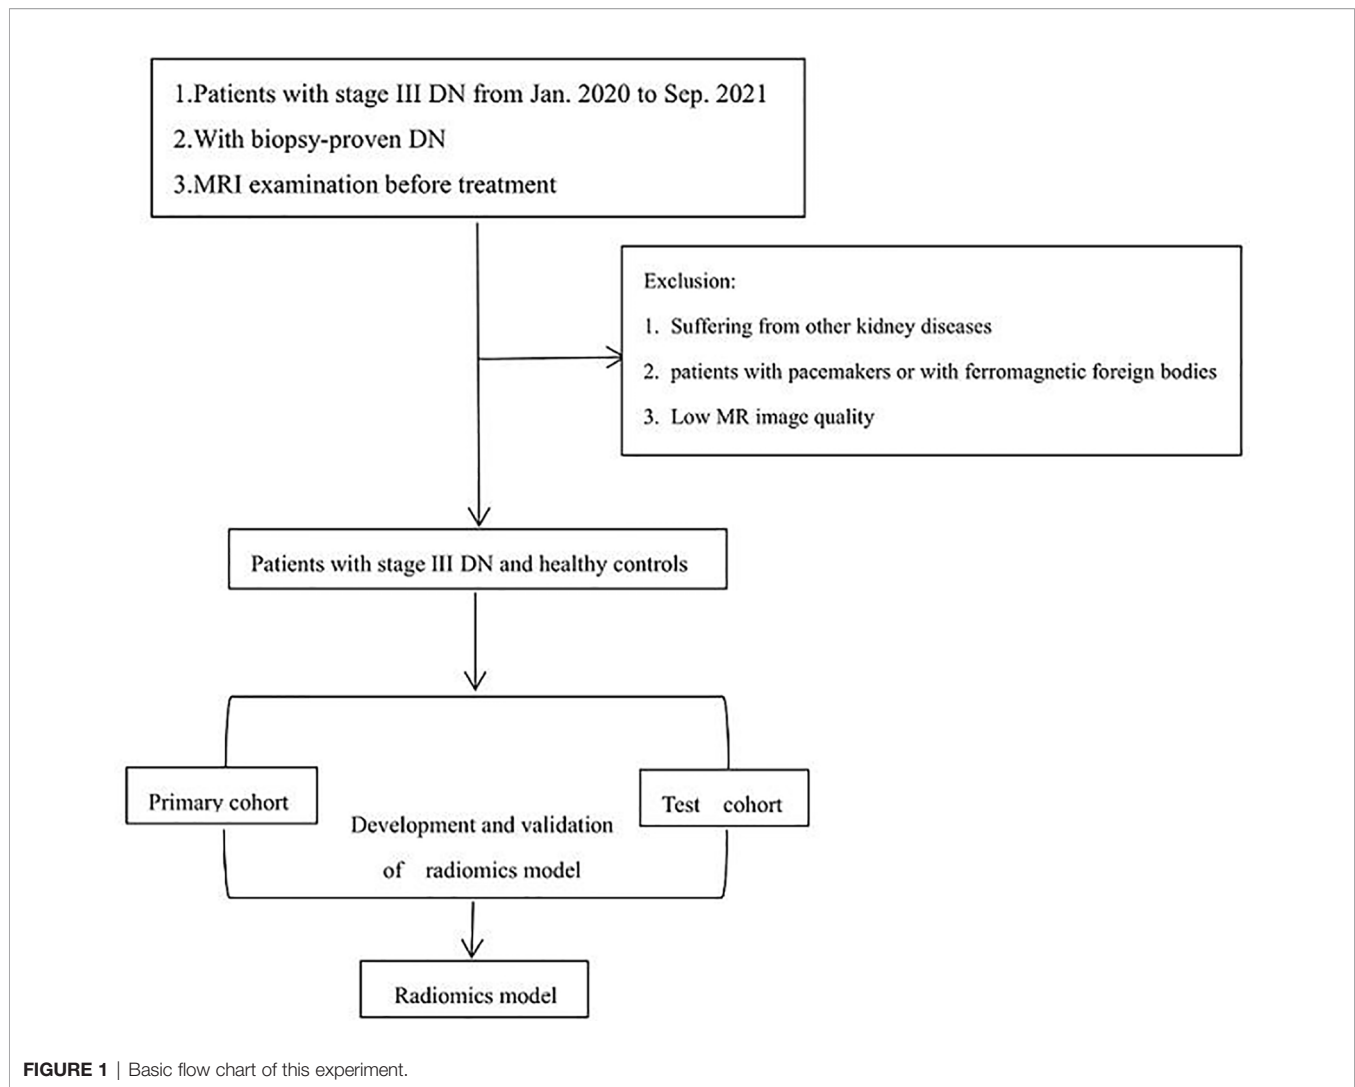 1.Patients with stage III DN from Jan. 2020 to Sep. 2021
2.With biopsy-proven DN
3.MRI examination before treatment
Exclusion:
1. Suffering from other kidney diseases
2. patients with pacemakers or with ferromagnetic foreign bodies
3. Low MR image quality
Patients with stage III DN and healthy controls
Primary cohort
Test cohort
Development and validation
of radiomics model
Radiomics model
FIGURE 1 | Basic flow chart of this experiment.